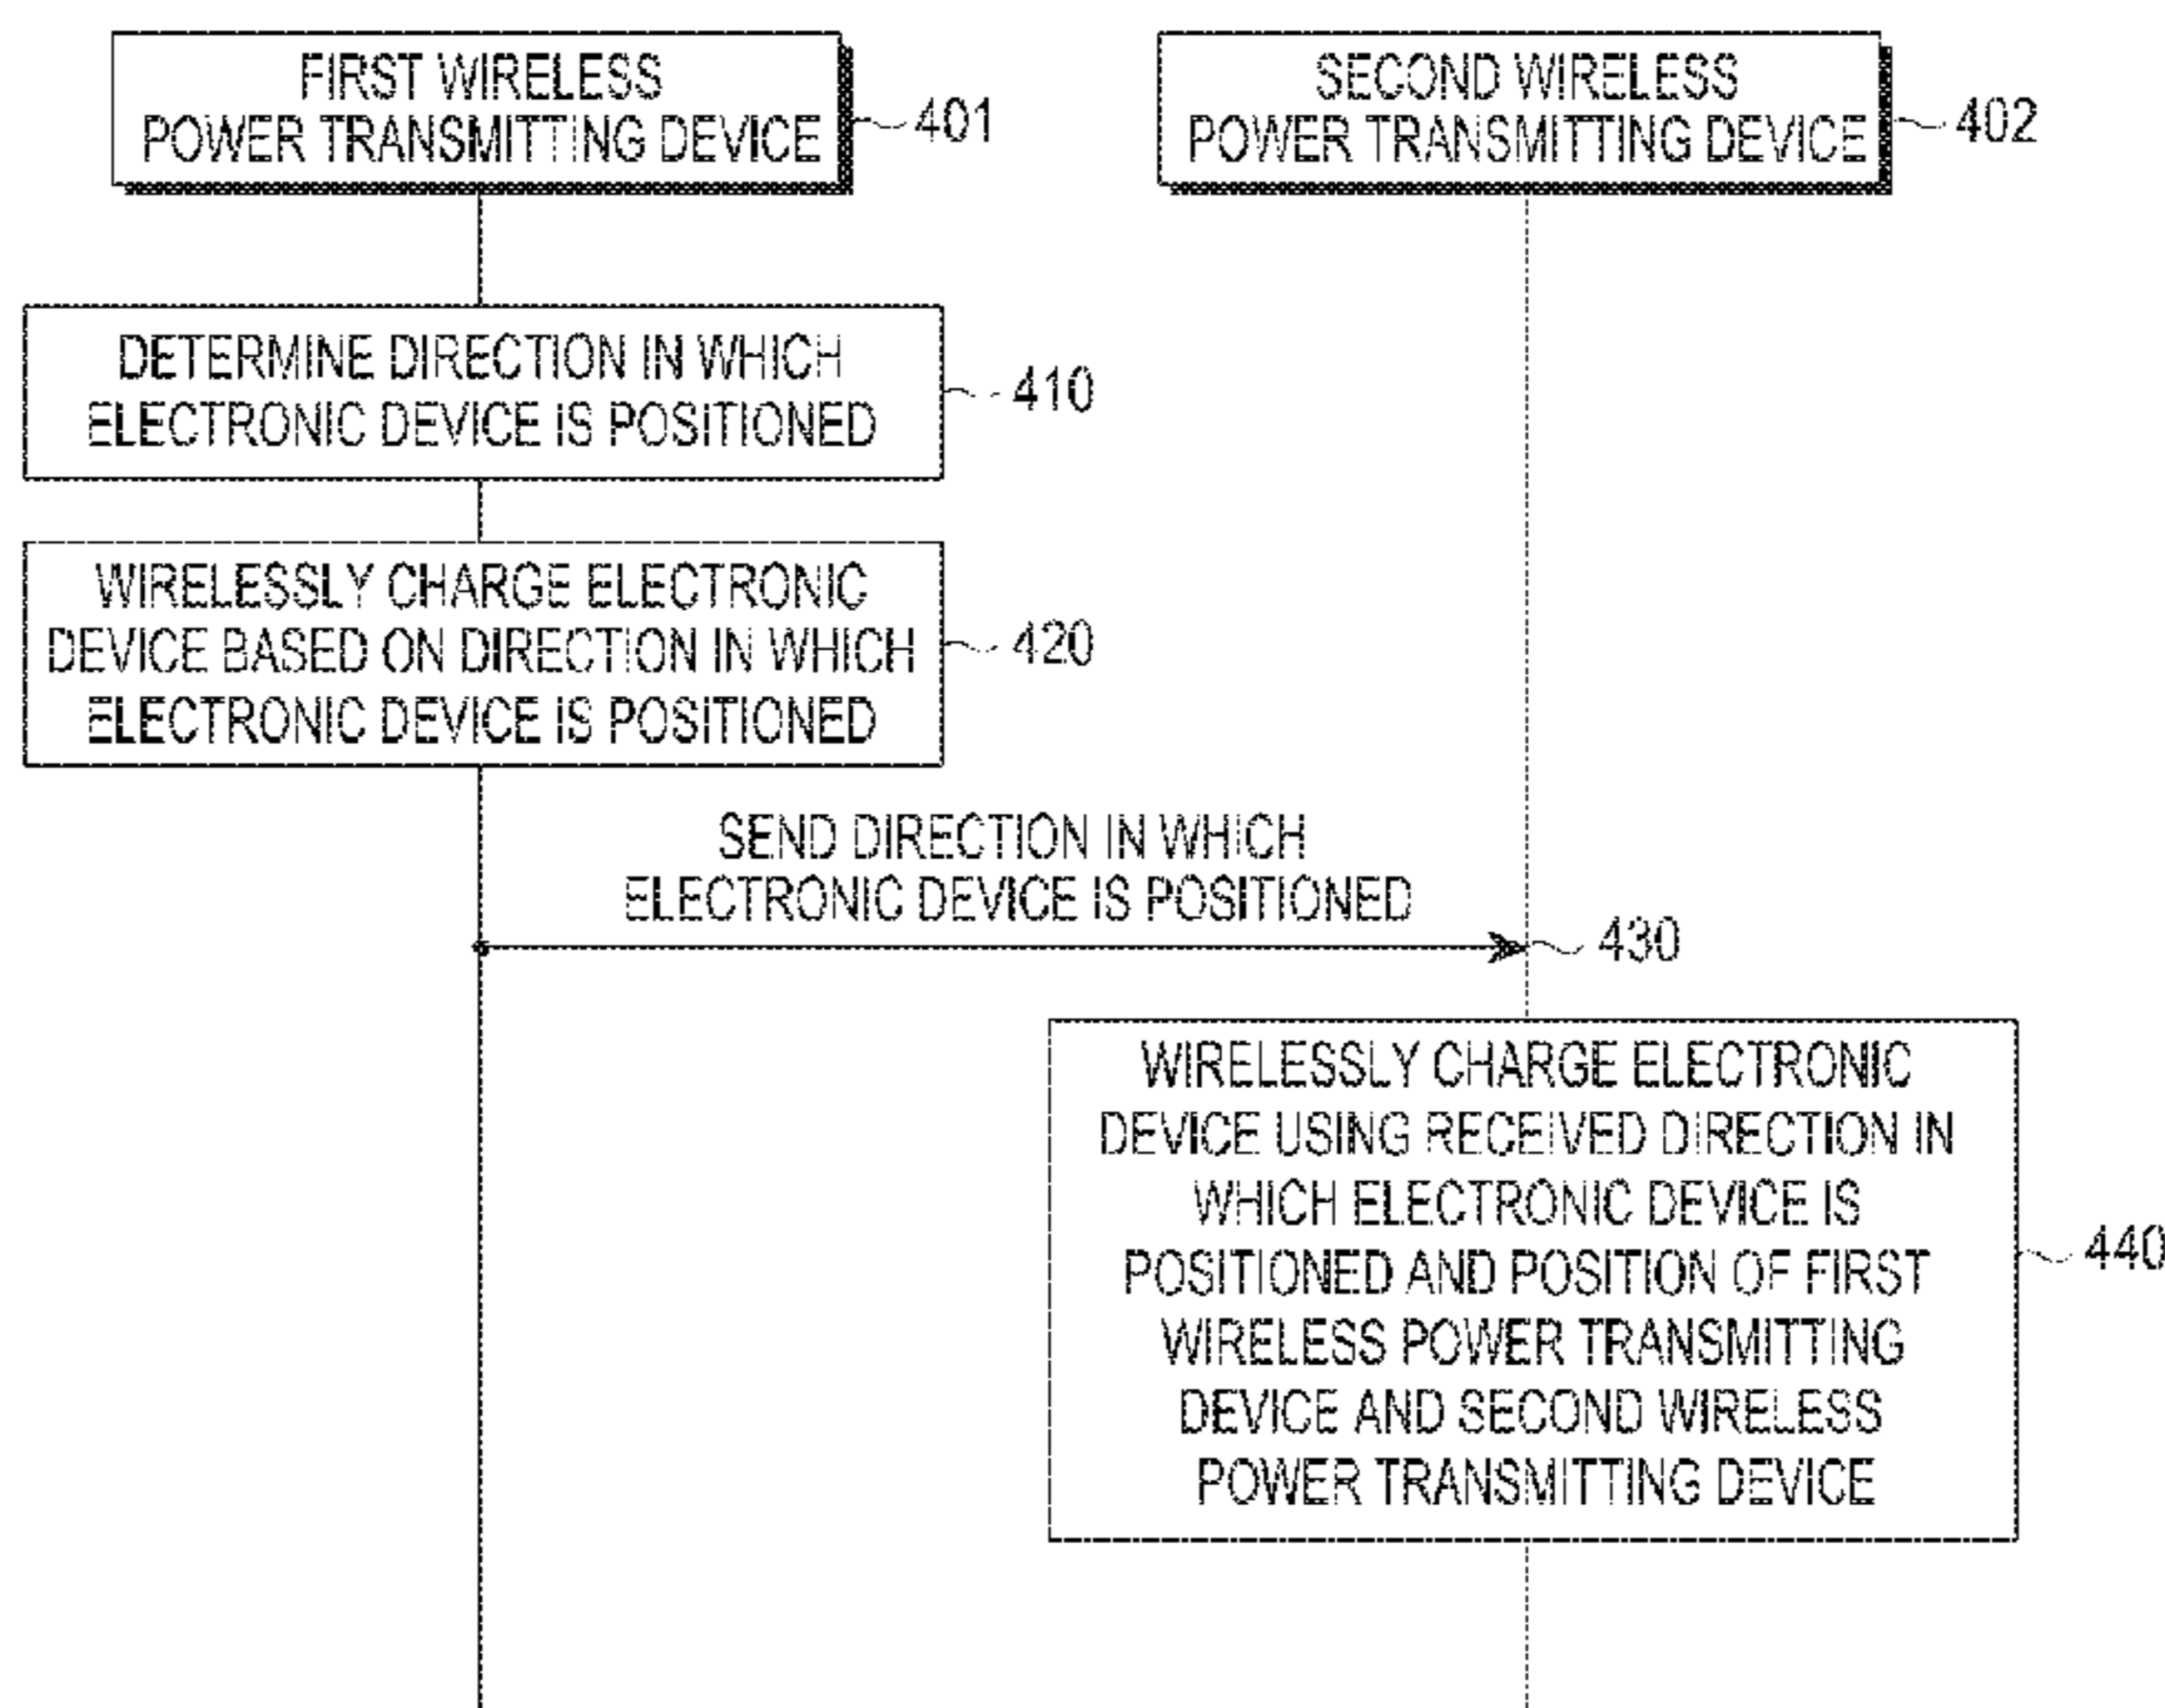 FIRST WIRELESS
POWER TRANSMITTING DEVICE
401
SECOND WIRELESS
POWER TRANSMITTING DEVICE
402
DETERMINE DIRECTION IN WHICH
ELECTRONIC DEVICE IS POSITIONED
410
WIRELESSLY CHARGE ELECTRONIC
DEVICE BASED ON DIRECTION IN WHICH
ELECTRONIC DEVICE IS POSITIONED
420
SEND DIRECTION IN WHICH
ELECTRONIC DEVICE IS POSITIONED
430
WIRELESSLY CHARGE ELECTRONIC
DEVICE USING RECEIVED DIRECTION IN
WHICH ELECTRONIC DEVICE IS
POSITIONED AND POSITION OF FIRST
WIRELESS POWER TRANSMITTING
DEVICE AND SECOND WIRELESS
POWER TRANSMITTING DEVICE
440